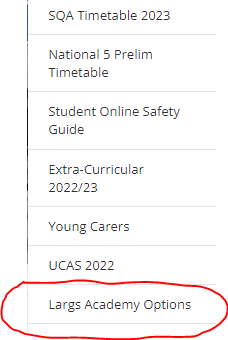 SQA Timetable 2023
National 5 Prelim
Timetable
Student Online Safety
Guide
Extra-Curricular
2022/23
Young Carers
UCAS 2022
Largs Academy Options